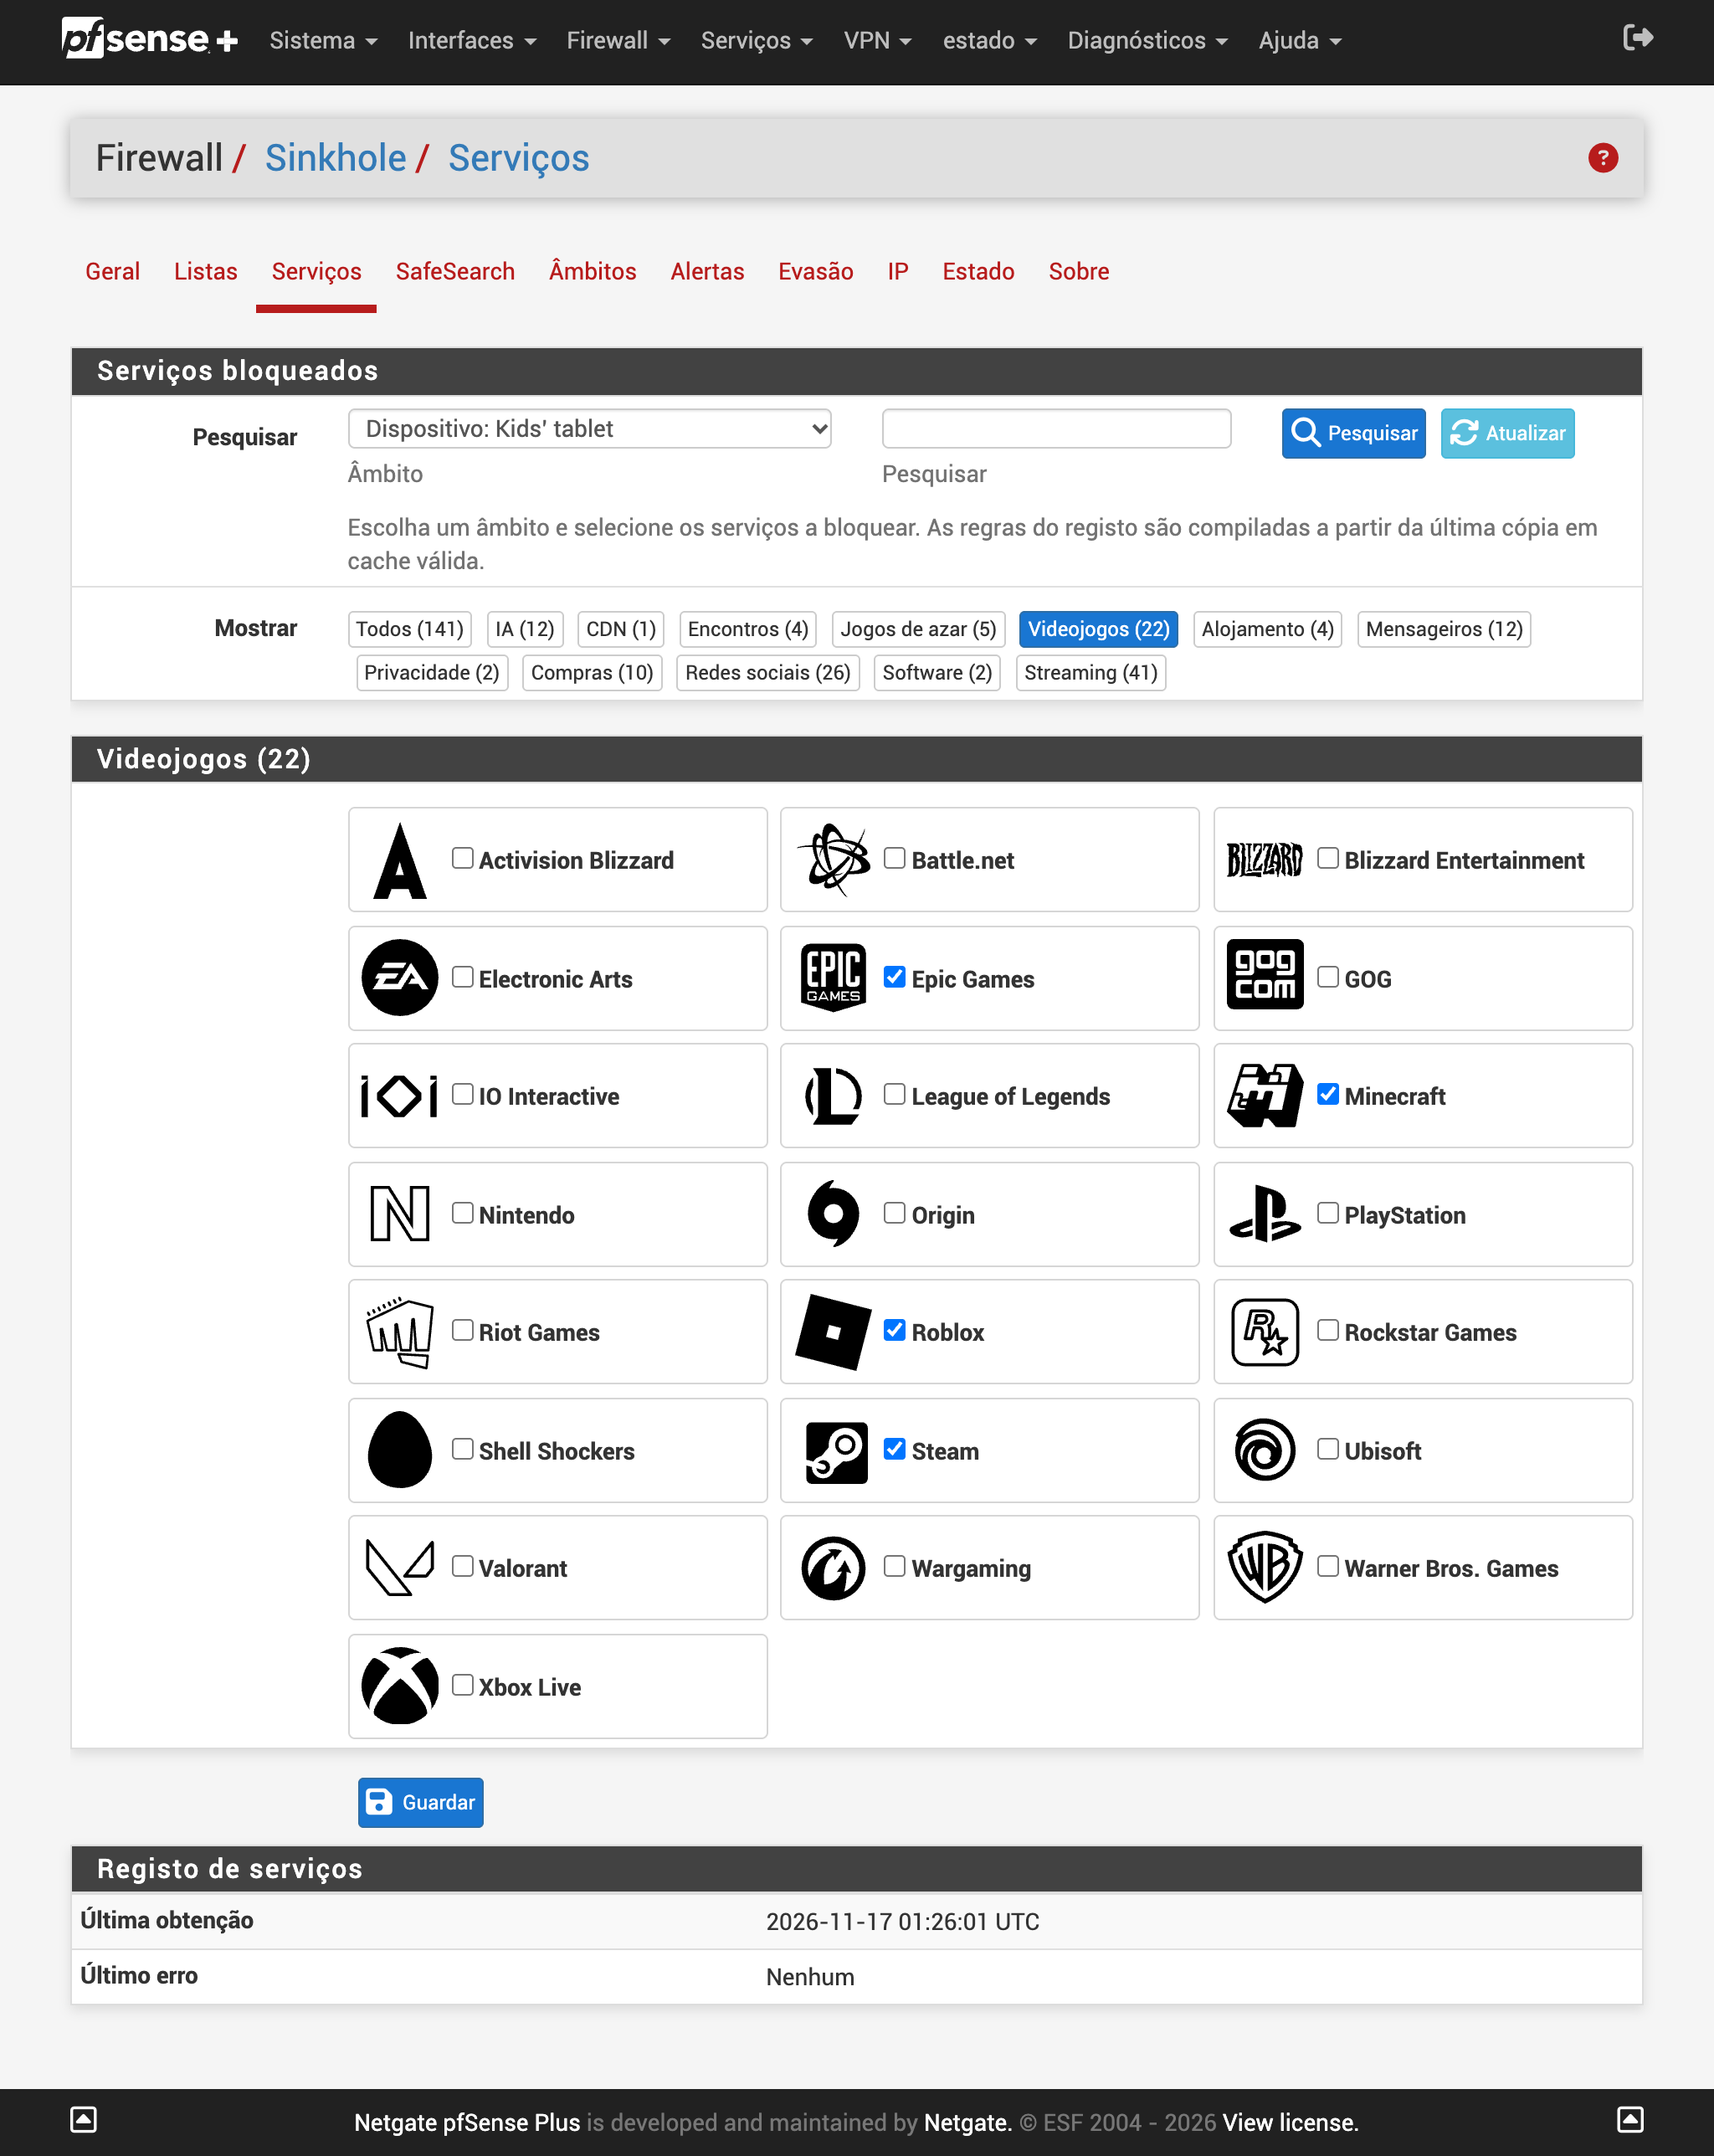 pfsense +
Sistema
Interfaces
Firewall
Serviços
VPN
estado
Diagnósticos
Ajuda
Firewall / Sinkhole / Serviços
?
Geral
Listas
Serviços
SafeSearch
Âmbitos
Alertas
Evasão
IP
Estado
Sobre
Serviços bloqueados
Pesquisar
Dispositivo: Kids' tablet
Pesquisar
Atualizar
Âmbito
Pesquisar
Escolha um âmbito e selecione os serviços a bloquear. As regras do registo são compiladas a partir da última cópia em
cache válida.
Mostrar
Todos (141)
IA (12)
CDN (1)
Encontros (4)
Jogos de azar (5)
Videojogos (22)
Alojamento (4)
Mensageiros (12)
Privacidade (2)
Compras (10)
Redes sociais (26)
Software (2)
Streaming (41)
Videojogos (22)
Activision Blizzard
Battle.net
BLIZZARD
Blizzard Entertainment
EA
Electronic Arts
EPIC
GAMES
Epic Games
gog
com
GOG
IO Interactive
League of Legends
Minecraft
Nintendo
Origin
PlayStation
Riot Games
Roblox
R
Rockstar Games
Shell Shockers
Steam
Ubisoft
Valorant
Wargaming
WB
Warner Bros. Games
Xbox Live
Guardar
Registo de serviços
Última obtenção
2026-11-17 01:26:01 UTC
Último erro
Nenhum
Netgate pfSense Plus is developed and maintained by Netgate. © ESF 2004 - 2026 View license.